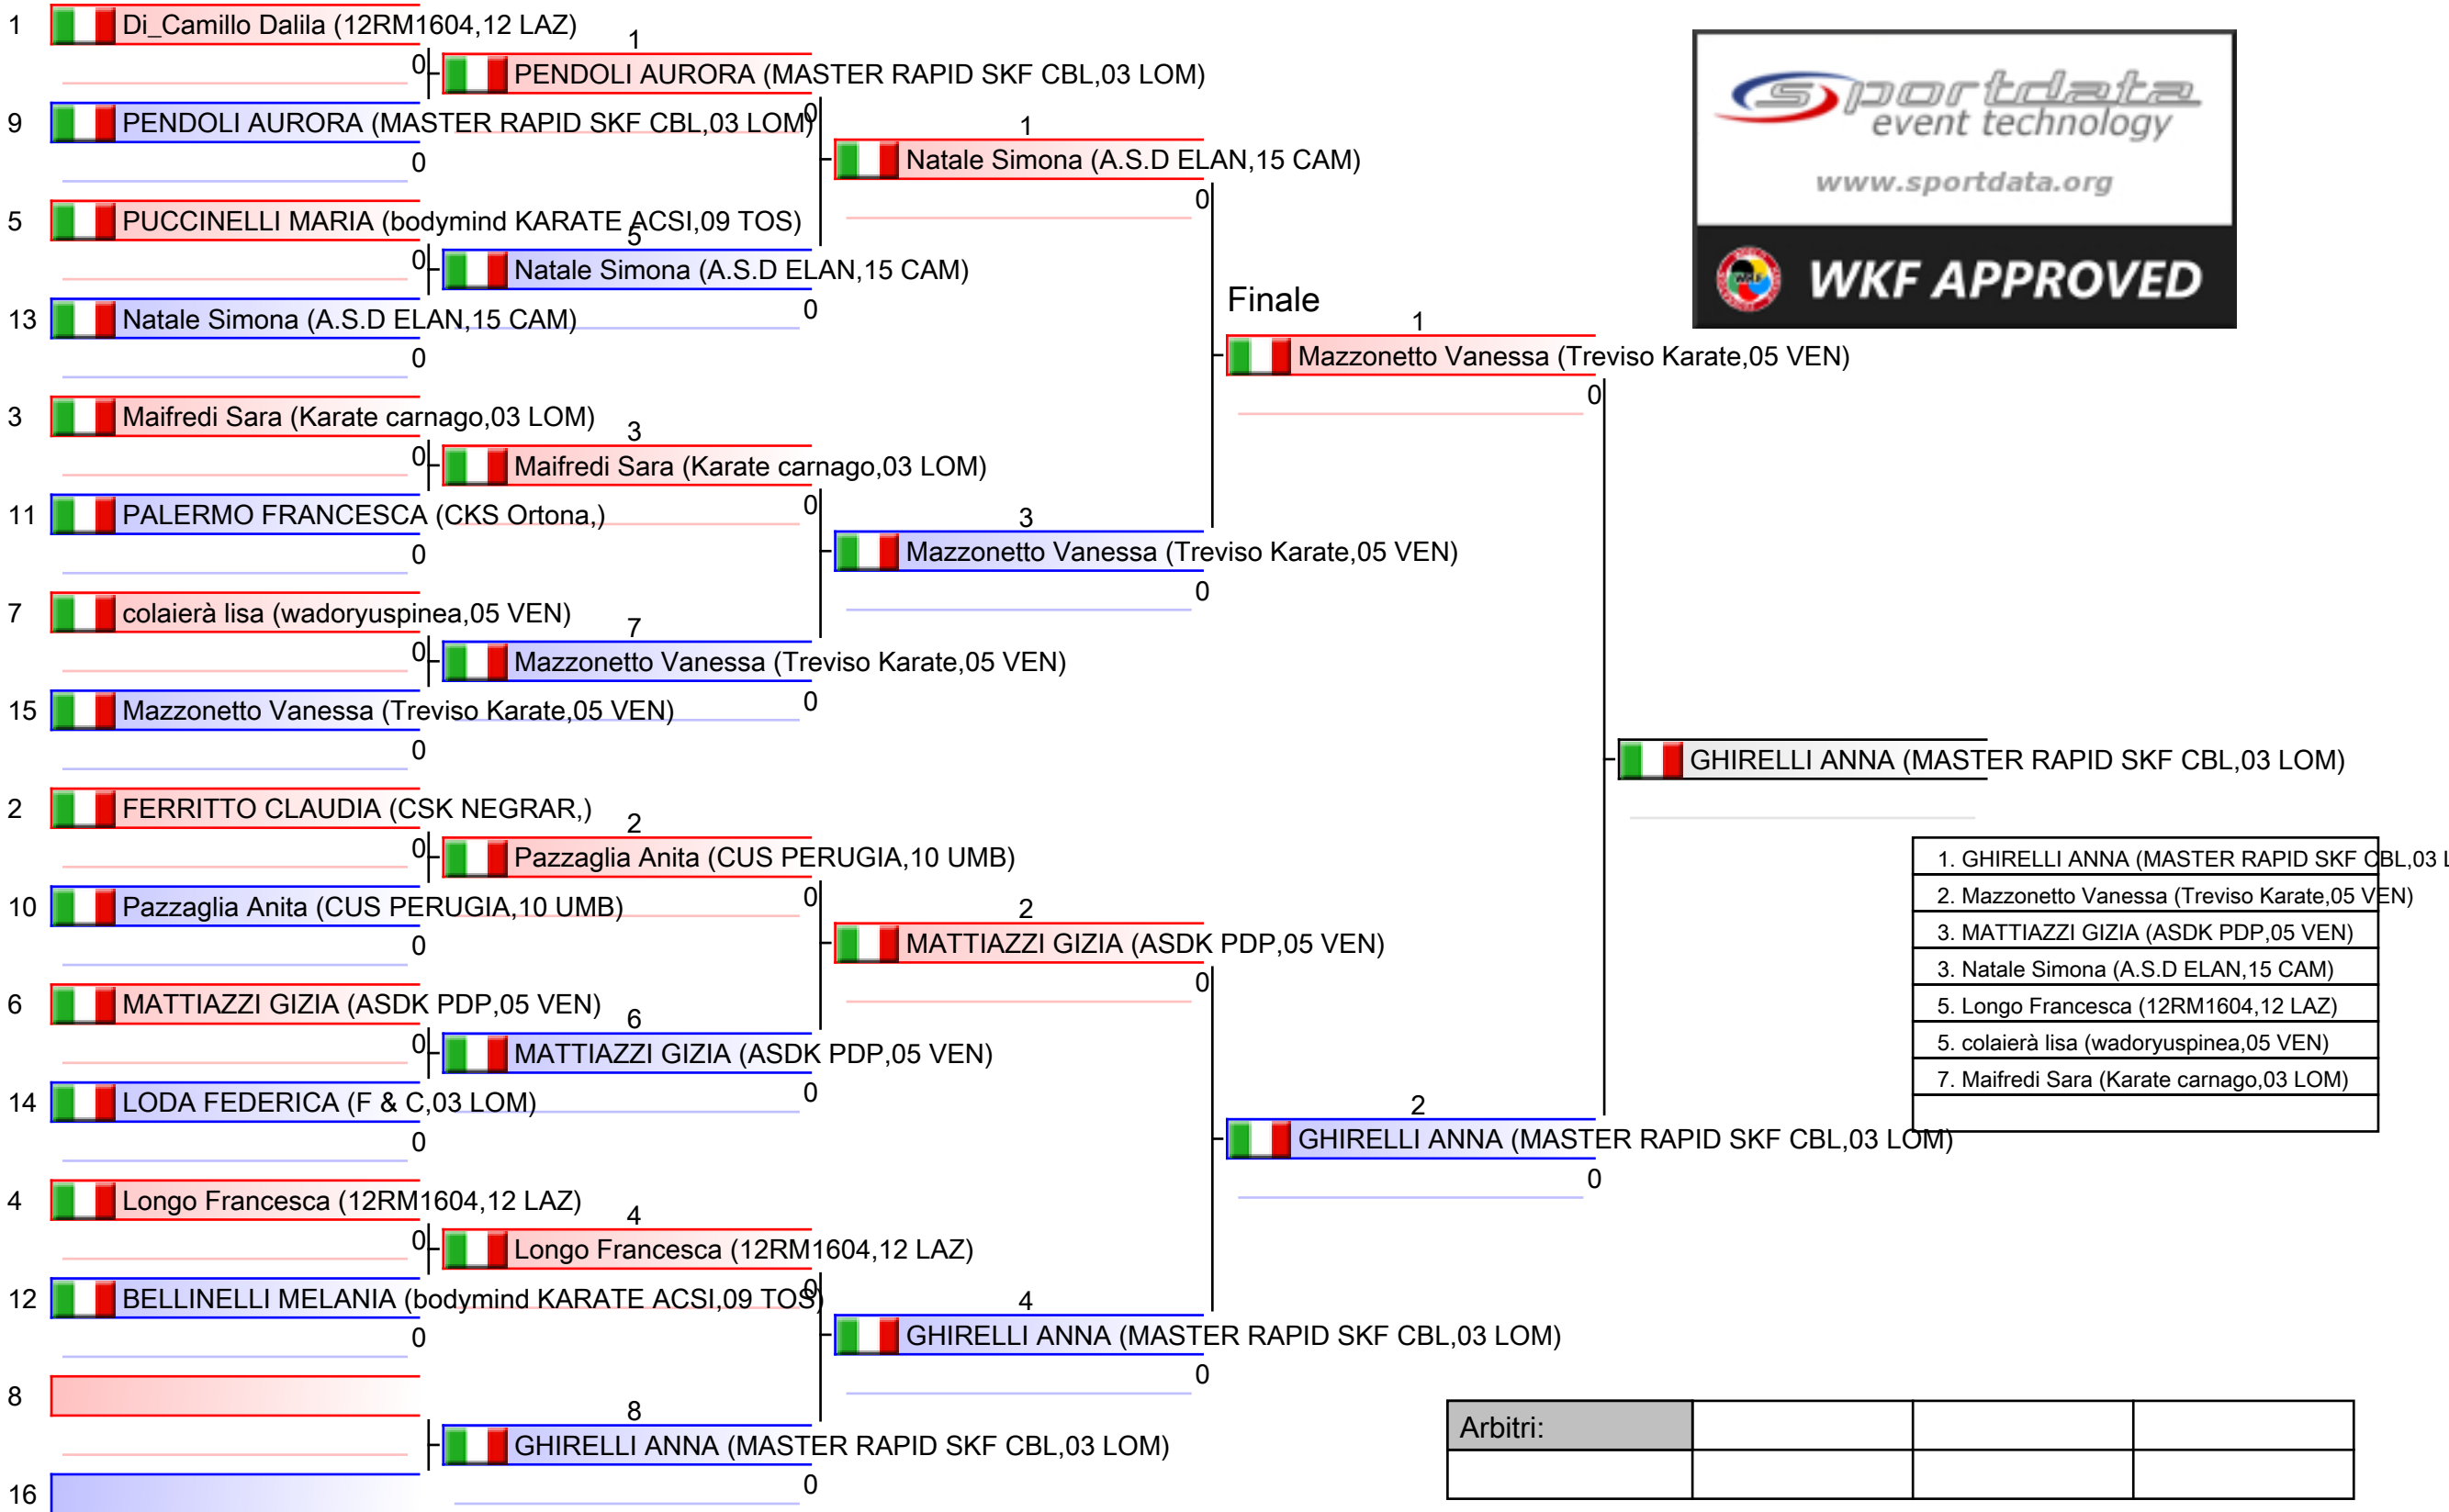 1 Di_Camillo Dalila (12RM1604,12 LAZ)
0
9 PENDOLI AURORA (MASTER RAPID SKF CBL,03 LOM)
0
5 PUCCINELLI MARIA (bodymind KARATE ACSI,09 TOS)
0
13 Natale Simona (A.S.D ELAN,15 CAM)
0
3 Maifredi Sara (Karate carnago,03 LOM)
0
11 PALERMO FRANCESCA (CKS Ortona,)
0
7 colaierà lisa (wadoryuspinea,05 VEN)
0
15 Mazzonetto Vanessa (Treviso Karate,05 VEN)
0
2 FERRITTO CLAUDIA (CSK NEGRAR,)
0
10 Pazzaglia Anita (CUS PERUGIA,10 UMB)
0
6 MATTIAZZI GIZIA (ASDK PDP,05 VEN)
0
14 LODA FEDERICA (F & C,03 LOM)
0
4 Longo Francesca (12RM1604,12 LAZ)
0
12 BELLINELLI MELANIA (bodymind KARATE ACSI,09 TOS)
0
8
16
1
PENDOLI AURORA (MASTER RAPID SKF CBL,03 LOM)
0
5
Natale Simona (A.S.D ELAN,15 CAM)
0
3
Maifredi Sara (Karate carnago,03 LOM)
0
7
Mazzonetto Vanessa (Treviso Karate,05 VEN)
0
2
Pazzaglia Anita (CUS PERUGIA,10 UMB)
0
6
MATTIAZZI GIZIA (ASDK PDP,05 VEN)
0
4
Longo Francesca (12RM1604,12 LAZ)
0
8
GHIRELLI ANNA (MASTER RAPID SKF CBL,03 LOM)
0
1
Natale Simona (A.S.D ELAN,15 CAM)
0
3
Mazzonetto Vanessa (Treviso Karate,05 VEN)
0
2
MATTIAZZI GIZIA (ASDK PDP,05 VEN)
0
4
GHIRELLI ANNA (MASTER RAPID SKF CBL,03 LOM)
0
Finale
1
Mazzonetto Vanessa (Treviso Karate,05 VEN)
0
2
GHIRELLI ANNA (MASTER RAPID SKF CBL,03 LOM)
0
GHIRELLI ANNA (MASTER RAPID SKF CBL,03 LOM)
sportdata
event technology
www.sportdata.org
WKF
WKF APPROVED
1. GHIRELLI ANNA (MASTER RAPID SKF CBL,03 L
2. Mazzonetto Vanessa (Treviso Karate,05 VEN)
3. MATTIAZZI GIZIA (ASDK PDP,05 VEN)
3. Natale Simona (A.S.D ELAN,15 CAM)
5. Longo Francesca (12RM1604,12 LAZ)
5. colaierà lisa (wadoryuspinea,05 VEN)
7. Maifredi Sara (Karate carnago,03 LOM)
Arbitri: